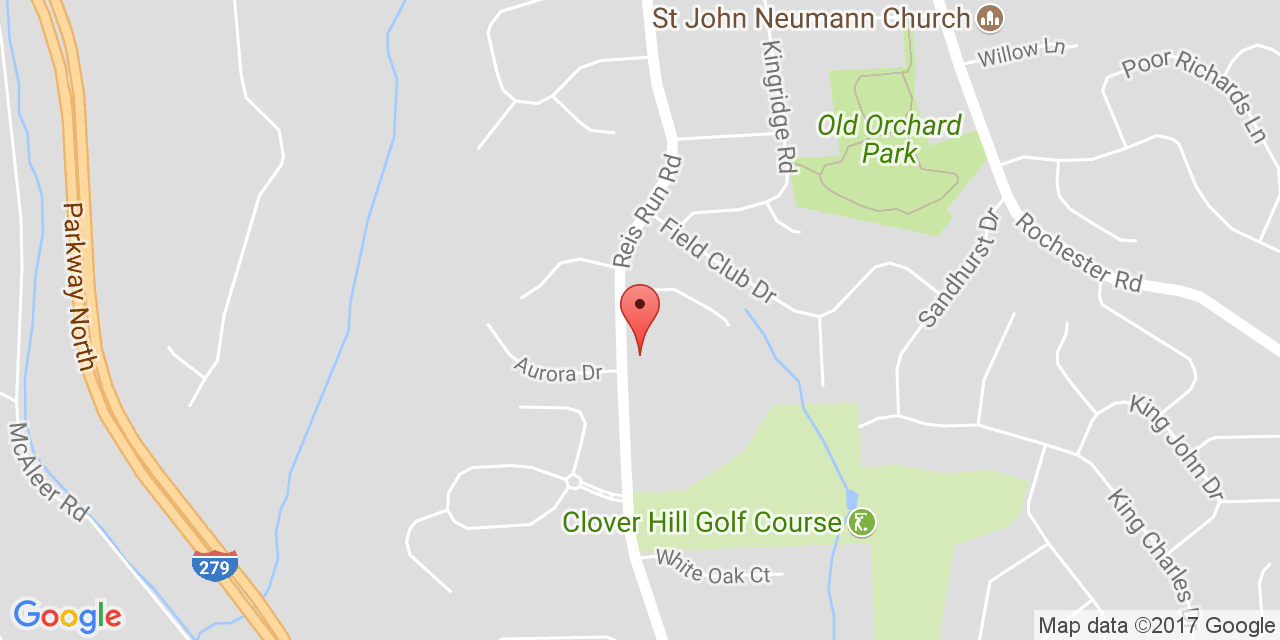 St John Neumann Church
Willow Ln
Poor Richards Ln
Kingridge Rd
Old Orchard
Park
Reis Run Rd
Field Club Dr
Sandhurst Dr
Rochester Rd
Parkway North
Aurora Dr
King John Dr
McAleer Rd
King Charles D
Clover Hill Golf Course
White Oak Ct
279
Google
Map data ©2017 Google